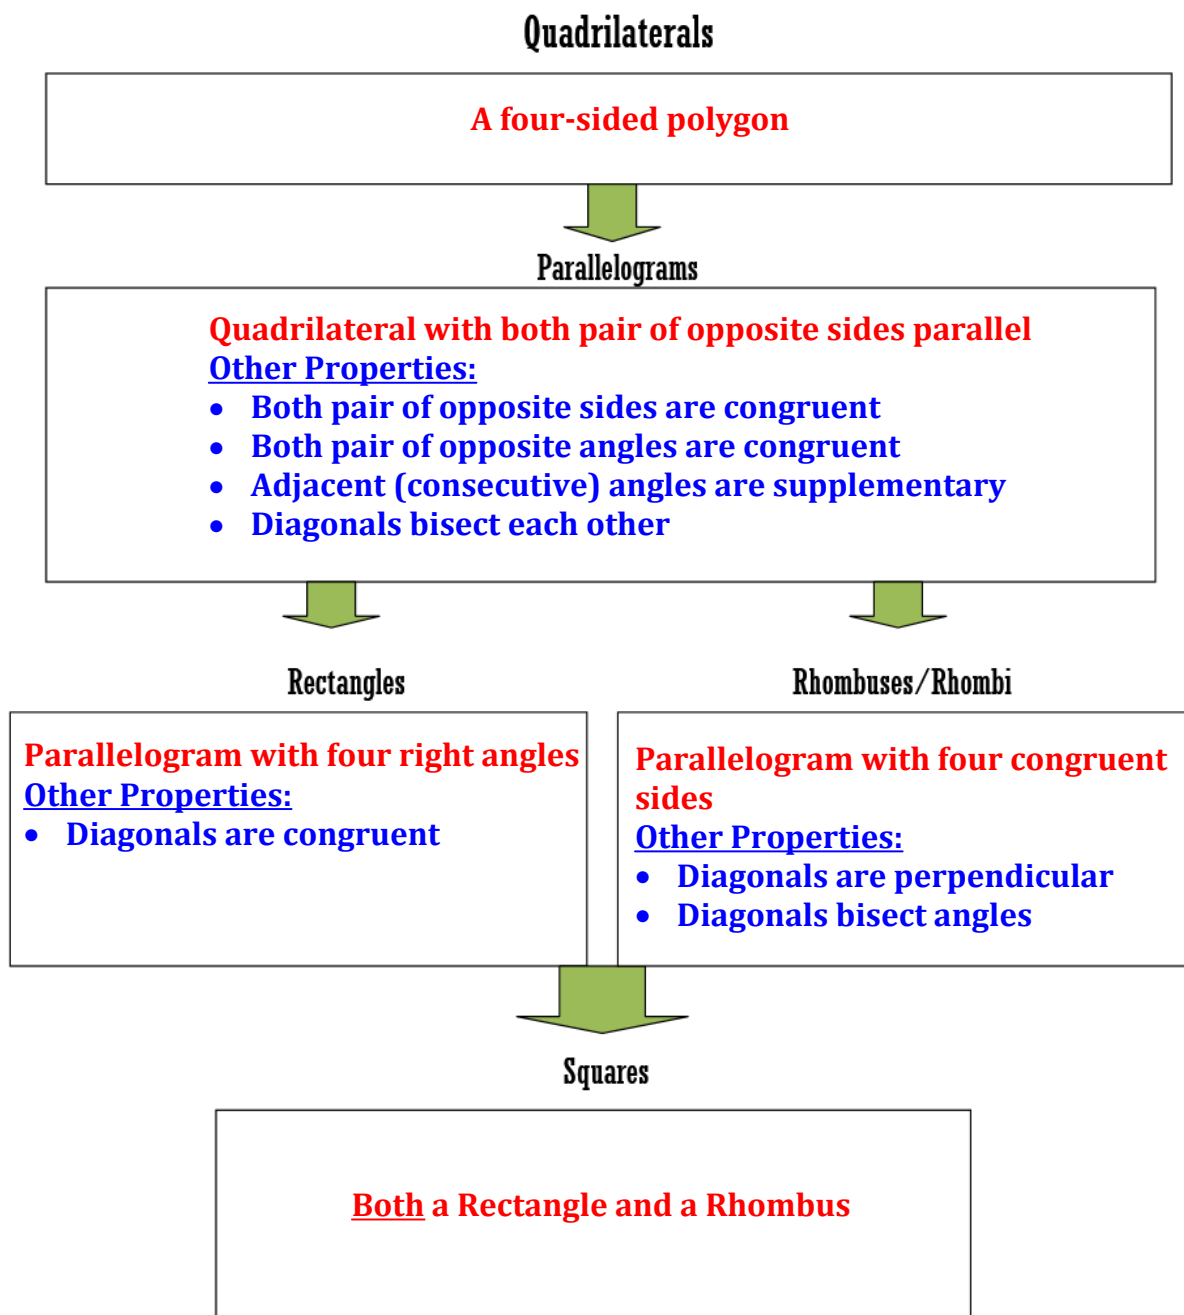 Quadrilaterals
A four-sided polygon
Parallelograms
Quadrilateral with both pair of opposite sides parallel
Other Properties:
• Both pair of opposite sides are congruent
• Both pair of opposite angles are congruent
• Adjacent (consecutive) angles are supplementary
• Diagonals bisect each other
Rectangles
Parallelogram with four right angles
Other Properties:
• Diagonals are congruent
Rhombuses/Rhombi
Parallelogram with four congruent
sides
Other Properties:
• Diagonals are perpendicular
• Diagonals bisect angles
Squares
Both a Rectangle and a Rhombus